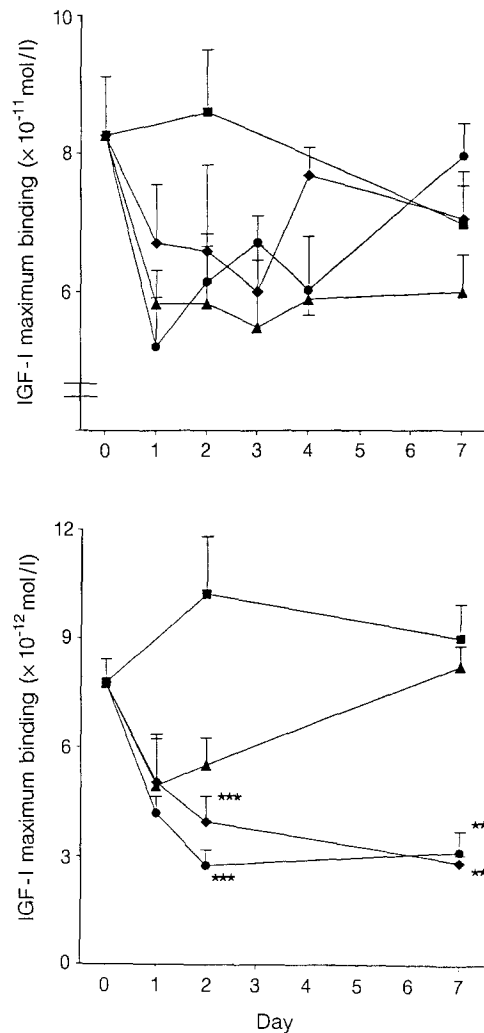 10
8
6
IGF-I maximum binding (× 10⁻¹¹ mol/l)
0 1 2 3 4 5 6 7
12
9
6
3
0
IGF-I maximum binding (× 10⁻¹² mol/l)
***
***
**
**
0 1 2 3 4 5 6 7
Day